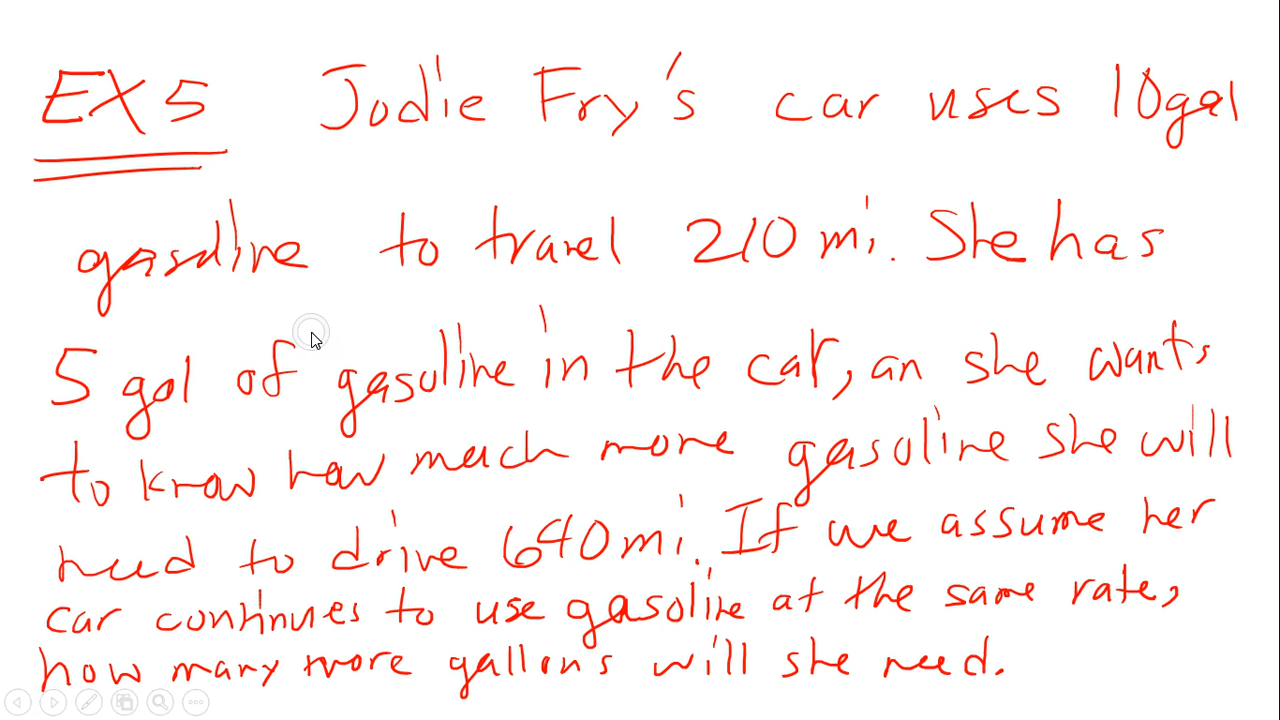 EX 5 Jodie Fry's car uses 10gal
gasoline to travel 210 mi. She has
5 gal of gasoline in the car, an she wants
to know how much more gasoline she will
need to drive 640 mi. If we assume her
car continues to use gasoline at the same rate,
how many more gallons will she need.